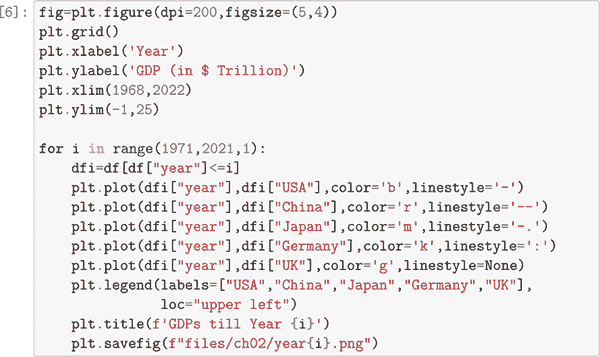 [6]: fig=plt.figure(dpi=200,figsize=(5,4))
plt.grid()
plt.xlabel('Year')
plt.ylabel('GDP (in $ Trillion)')
plt.xlim(1968,2022)
plt.ylim(-1,25)
for i in range(1971,2021,1):
    dfi=df[df["year"]<=i]
    plt.plot(dfi["year"],dfi["USA"],color='b',linestyle='-')
    plt.plot(dfi["year"],dfi["China"],color='r',linestyle='--')
    plt.plot(dfi["year"],dfi["Japan"],color='m',linestyle='-.')
    plt.plot(dfi["year"],dfi["Germany"],color='k',linestyle=':')
    plt.plot(dfi["year"],dfi["UK"],color='g',linestyle=None)
    plt.legend(labels=["USA","China","Japan","Germany","UK"],
               loc="upper left")
    plt.title(f'GDPs till Year {i}')
    plt.savefig(f"files/ch02/year{i}.png")